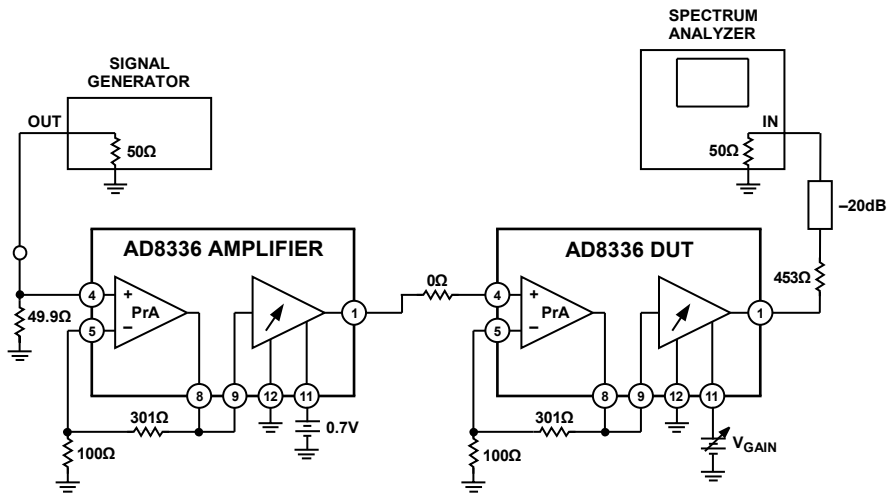 SPECTRUM
ANALYZER
SIGNAL
GENERATOR
OUT
50Ω
IN
50Ω
–20dB
453Ω
AD8336 AMPLIFIER
AD8336 DUT
49.9Ω
4
+
PrA
5
–
1
0Ω
4
+
PrA
5
–
1
8
9
12
11
8
9
12
11
301Ω
100Ω
0.7V
301Ω
100Ω
VGAIN